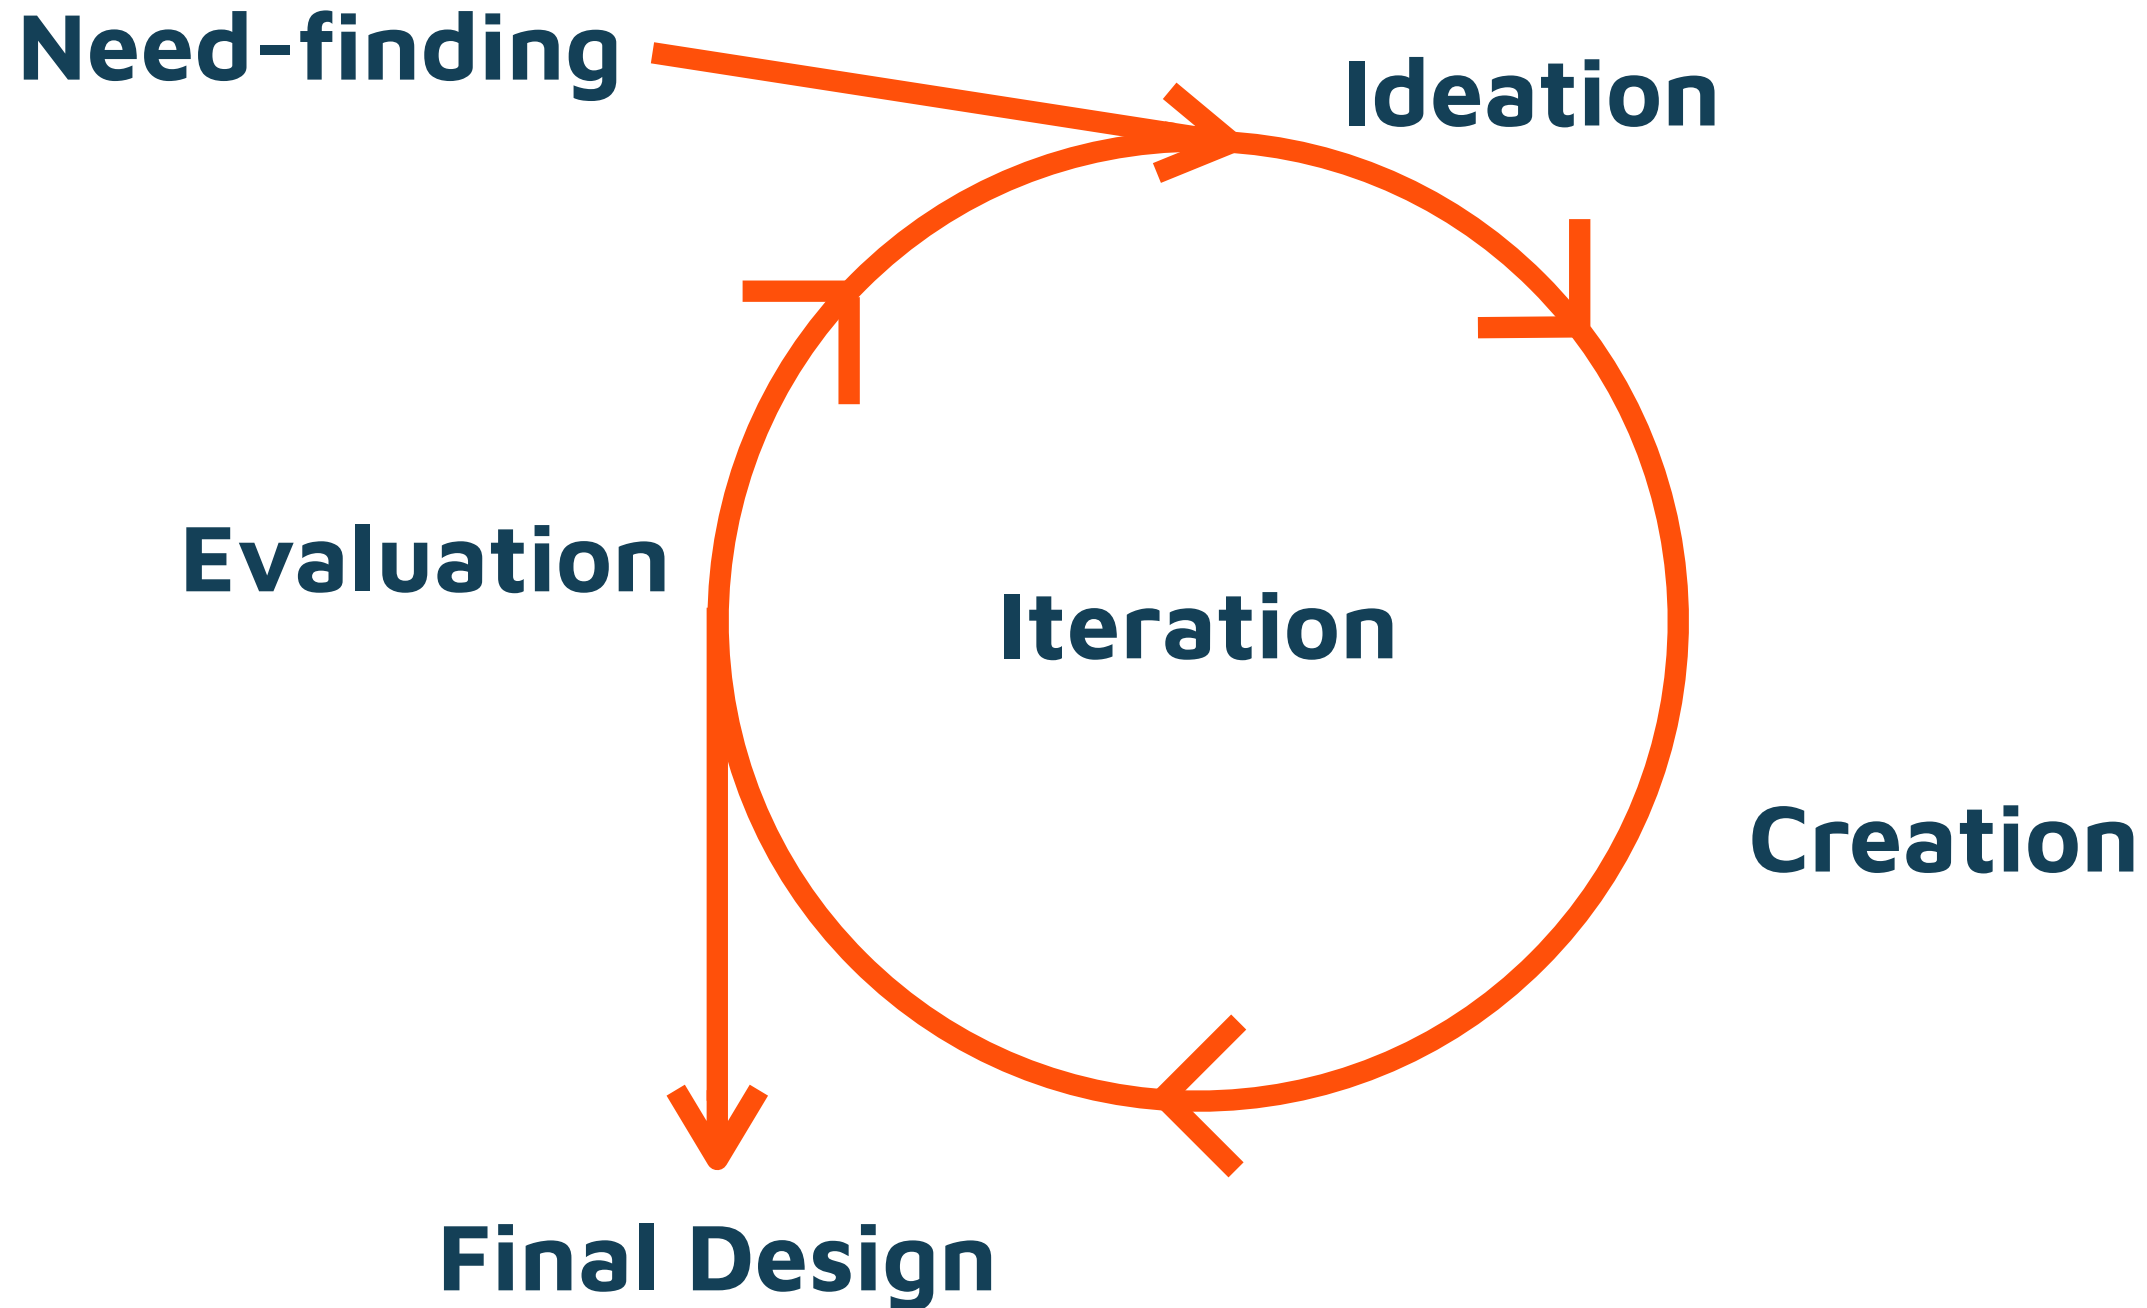 Need-finding
Ideation
Evaluation
Iteration
Creation
Final Design